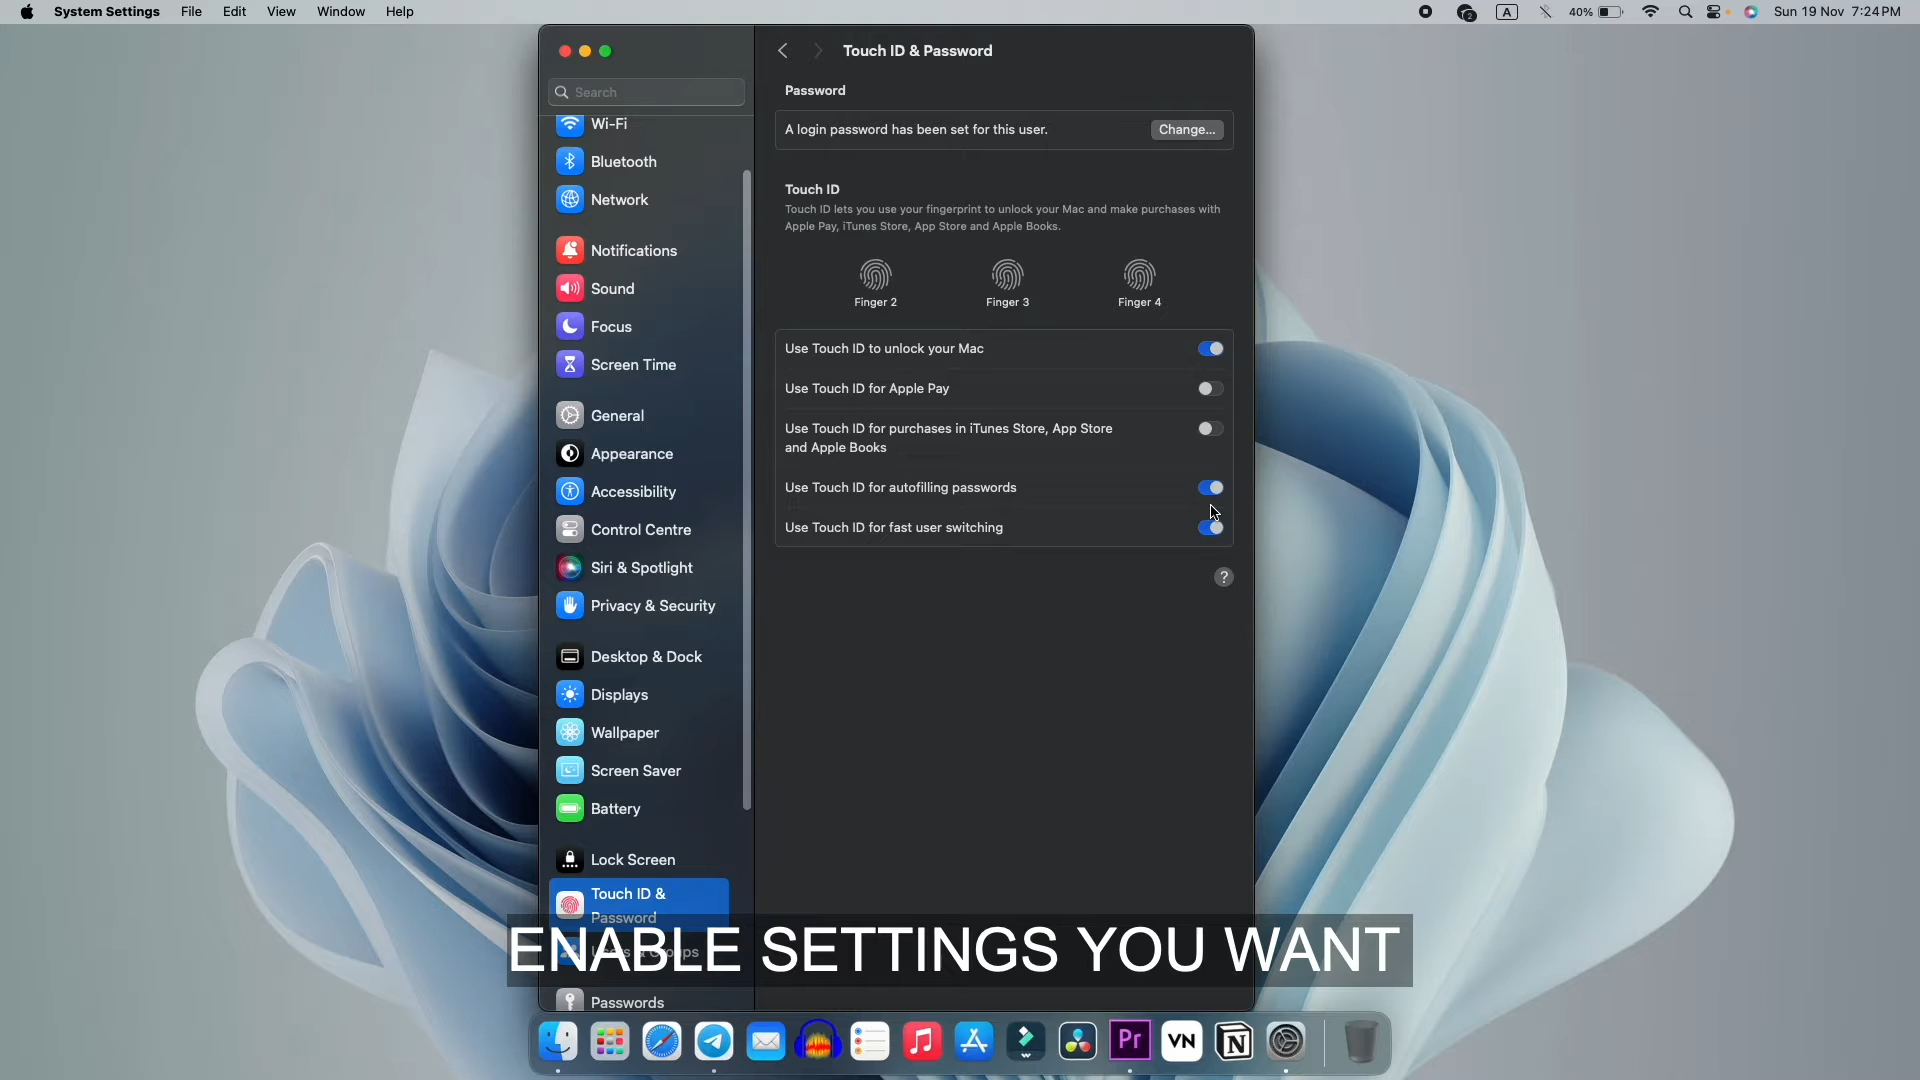 System Settings File Edit View Window Help
2 A 40% Sun 19 Nov 7:24 PM
Touch ID & Password
Search
Wi-Fi
Bluetooth
Network
Notifications
Sound
Focus
Screen Time
General
Appearance
Accessibility
Control Centre
Siri & Spotlight
Privacy & Security
Desktop & Dock
Displays
Wallpaper
Screen Saver
Battery
Lock Screen
Touch ID &
Password
Passwords
Password
A login password has been set for this user. Change...
Touch ID
Touch ID lets you use your fingerprint to unlock your Mac and make purchases with
Apple Pay, iTunes Store, App Store and Apple Books.
Finger 2 Finger 3 Finger 4
Use Touch ID to unlock your Mac
Use Touch ID for Apple Pay
Use Touch ID for purchases in iTunes Store, App Store
and Apple Books
Use Touch ID for autofilling passwords
Use Touch ID for fast user switching
?
ENABLE SETTINGS YOU WANT
Pr VN N